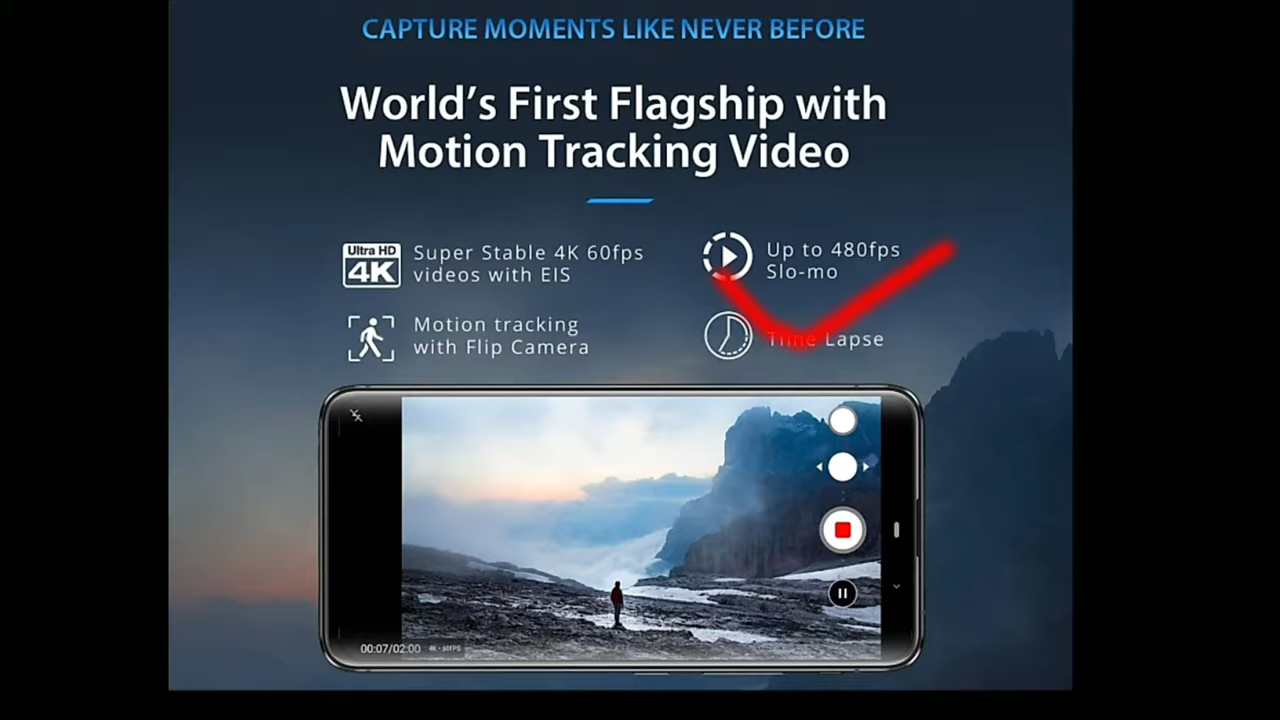 CAPTURE MOMENTS LIKE NEVER BEFORE
World's First Flagship with
Motion Tracking Video
Ultra HD
4K
Super Stable 4K 60fps
videos with EIS
Up to 480fps
Slo-mo
Motion tracking
with Flip Camera
Time Lapse
00:07/02:00 4K - 60FPS